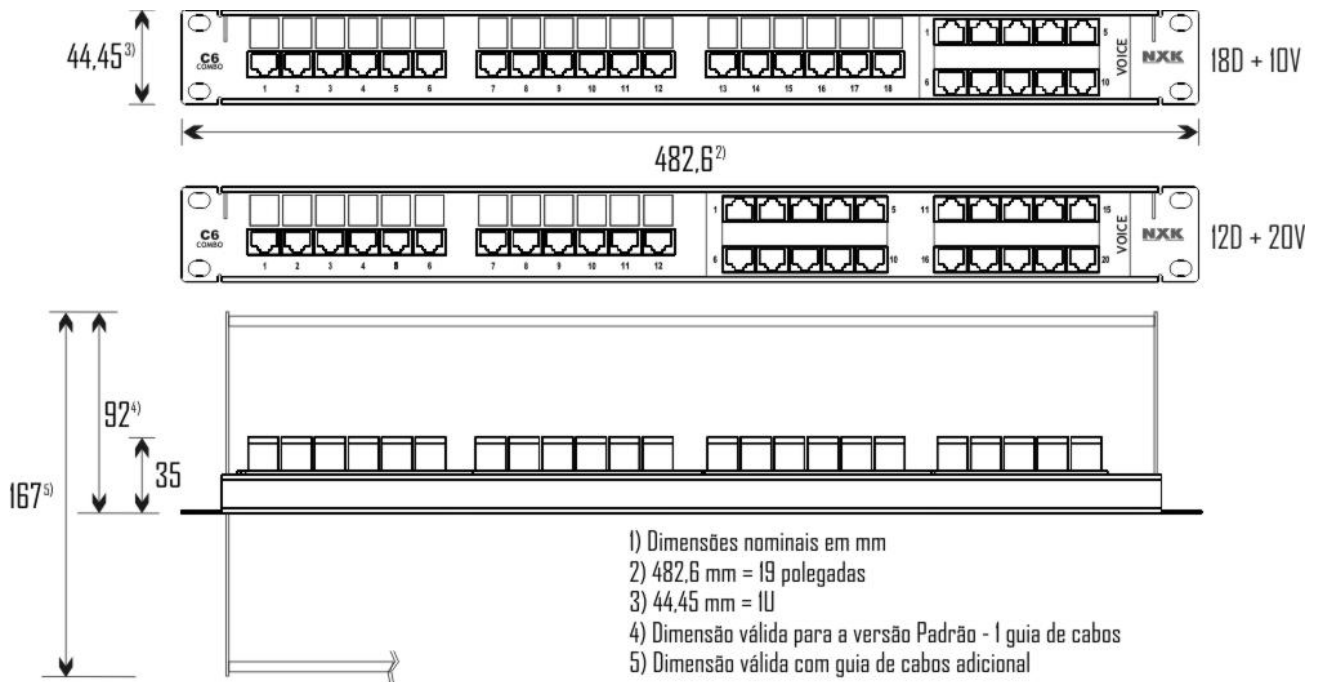 44,45³⁾
C6
COMBO
1 2 3 4 5 6
7 8 9 10 11 12
13 14 15 16 17 18
1 5
6 10
VOICE
NXK
18D + 10V
482,6²⁾
C6
COMBO
1 2 3 4 5 6
7 8 9 10 11 12
1 5
6 10
11 15
16 20
VOICE
NXK
12D + 20V
92⁴⁾
35
167⁵⁾
1) Dimensões nominais em mm
2) 482,6 mm = 19 polegadas
3) 44,45 mm = 1U
4) Dimensão válida para a versão Padrão - 1 guia de cabos
5) Dimensão válida com guia de cabos adicional